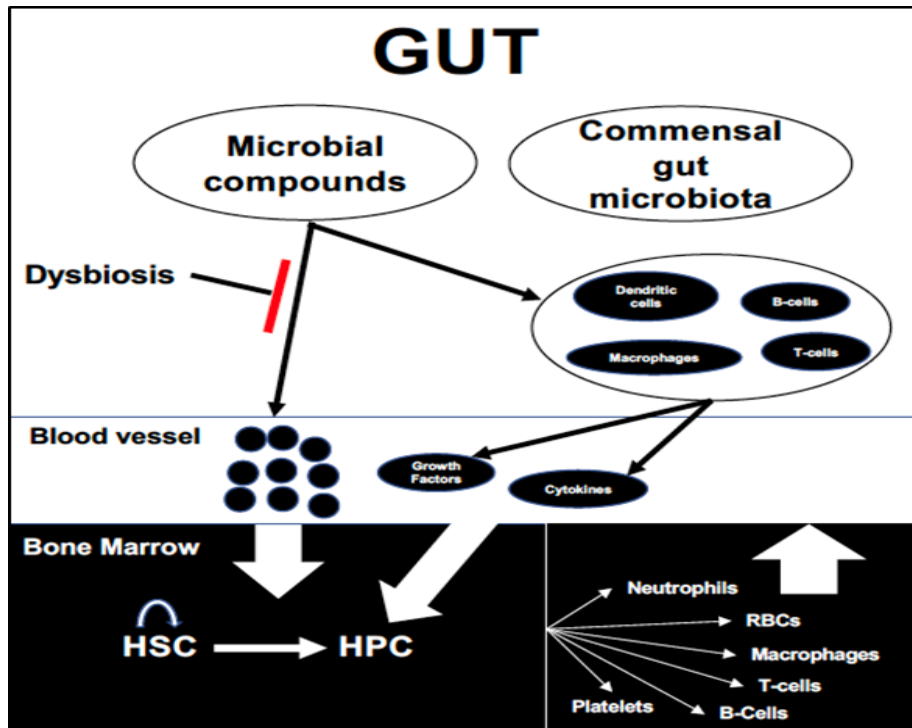 GUT
Microbial
compounds
Commensal
gut
microbiota
Dysbiosis
Dendritic
cells
B-cells
Macrophages
T-cells
Blood vessel
Growth
Factors
Cytokines
Bone Marrow
HSC
HPC
Neutrophils
RBCs
Macrophages
T-cells
B-Cells
Platelets